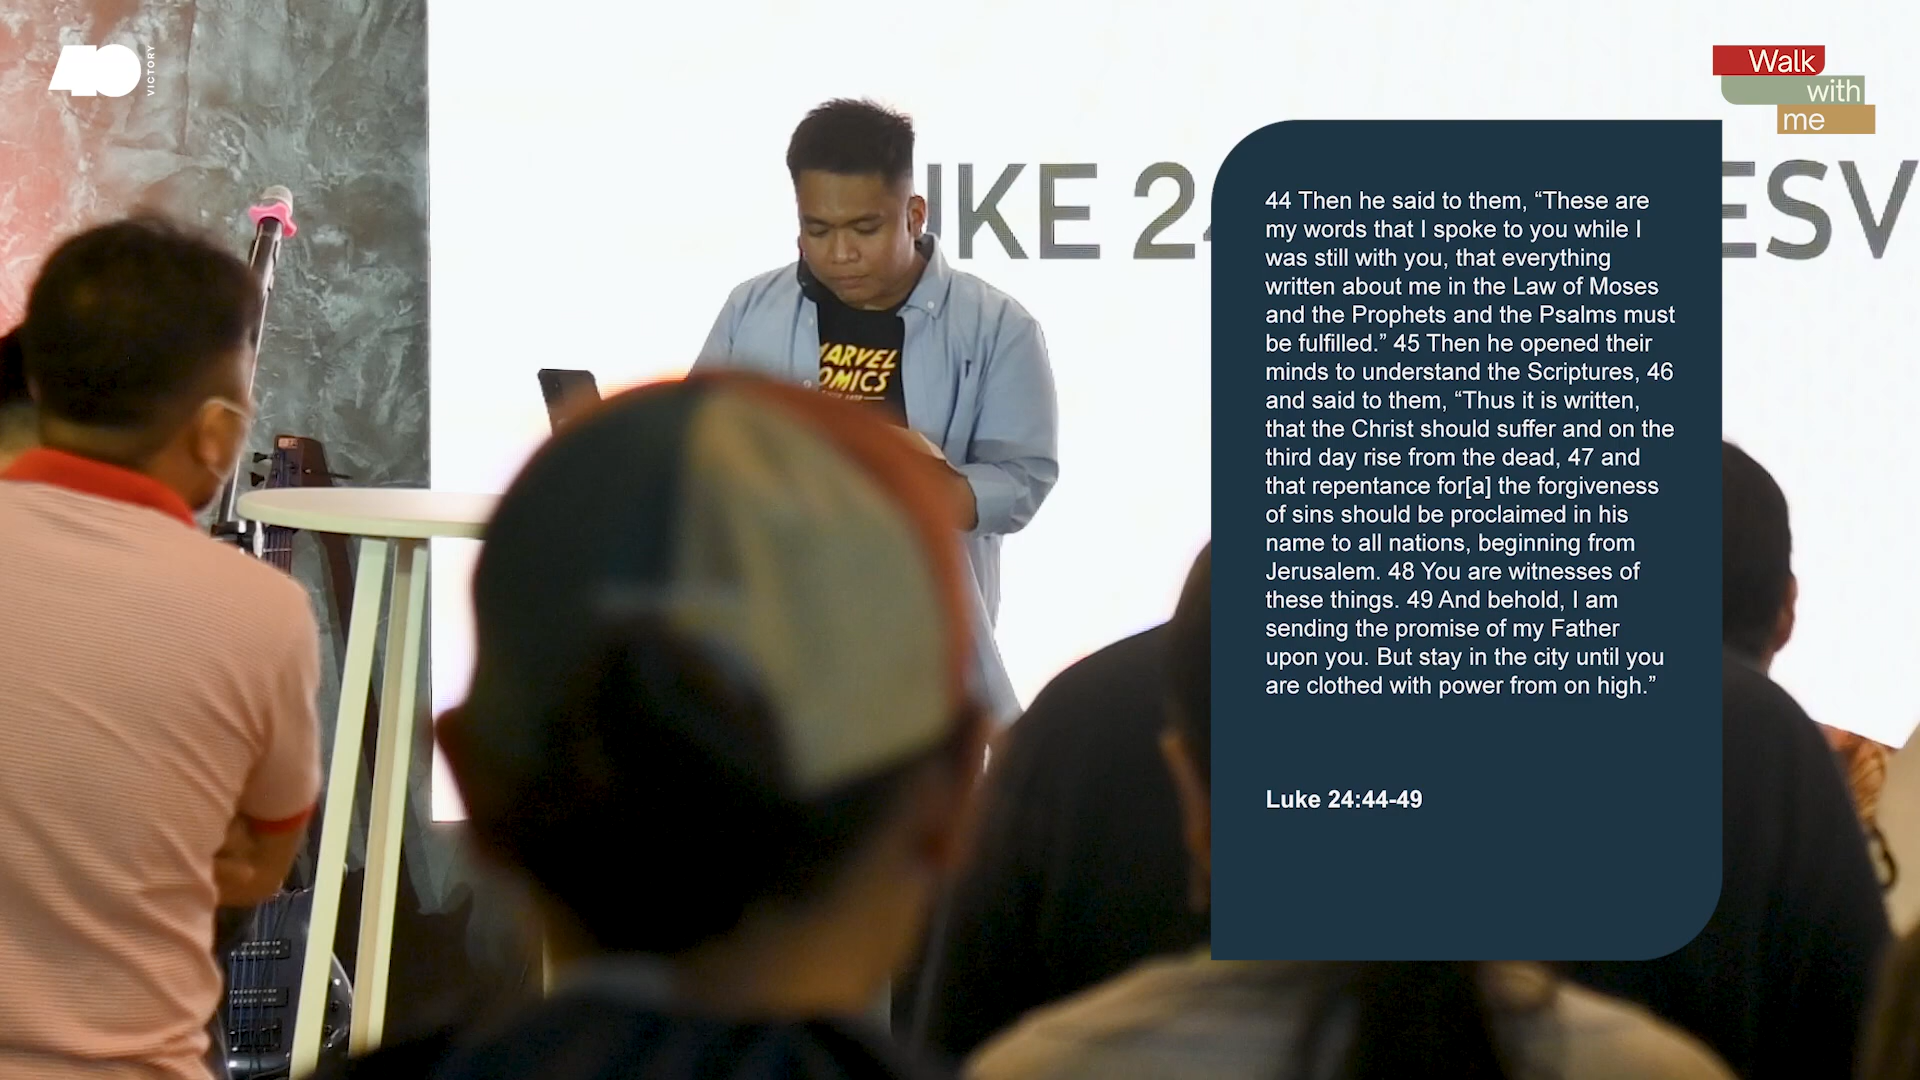 40
VICTORY
Walk
with
me
UKE 24
ESV
MARVEL
COMICS
44 Then he said to them, “These are
my words that I spoke to you while I
was still with you, that everything
written about me in the Law of Moses
and the Prophets and the Psalms must
be fulfilled.” 45 Then he opened their
minds to understand the Scriptures, 46
and said to them, “Thus it is written,
that the Christ should suffer and on the
third day rise from the dead, 47 and
that repentance for[a] the forgiveness
of sins should be proclaimed in his
name to all nations, beginning from
Jerusalem. 48 You are witnesses of
these things. 49 And behold, I am
sending the promise of my Father
upon you. But stay in the city until you
are clothed with power from on high.”
Luke 24:44-49